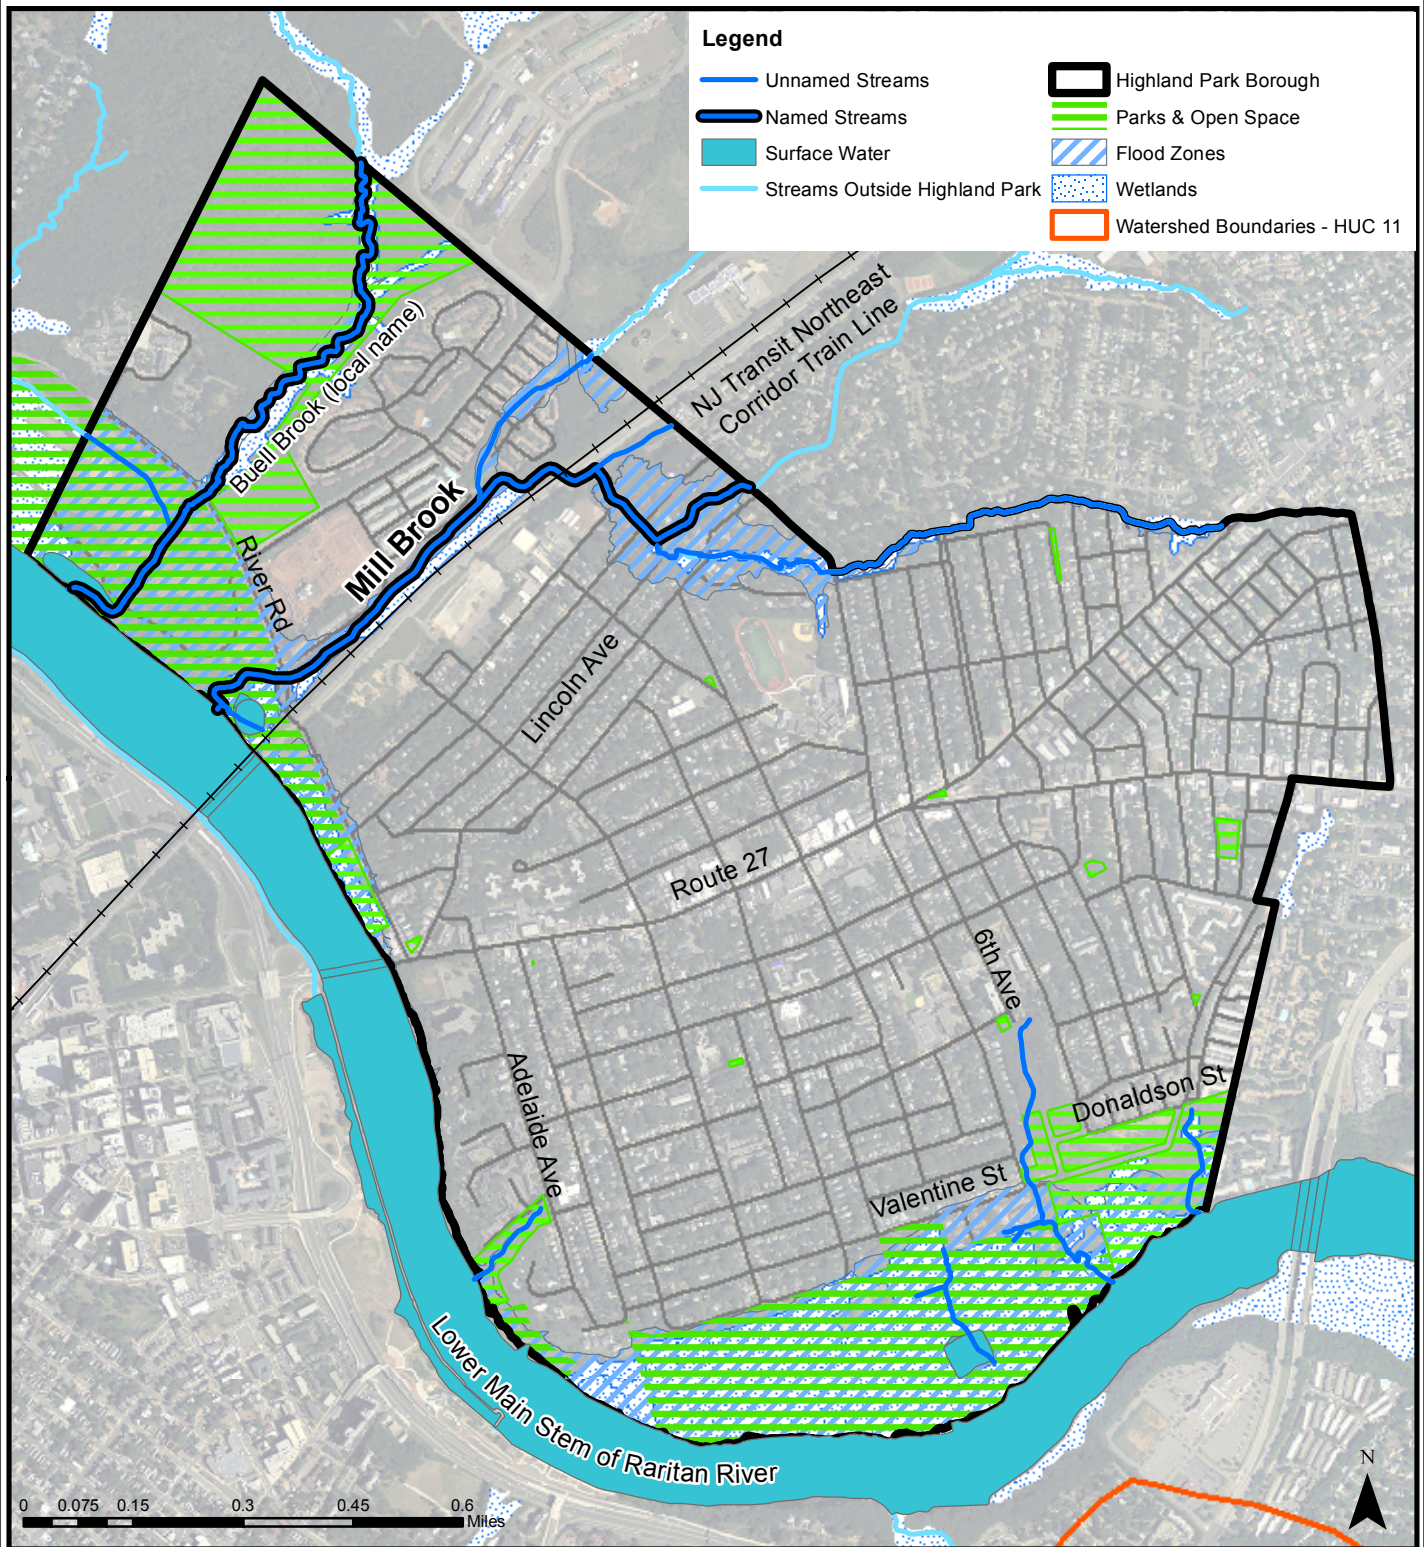 Legend
Unnamed Streams
Named Streams
Surface Water
Streams Outside Highland Park
Highland Park Borough
Parks & Open Space
Flood Zones
Wetlands
Watershed Boundaries - HUC 11
NJ Transit Northeast
Corridor Train Line
Buell Brook (local name)
Mill Brook
River Rd
Lincoln Ave
Route 27
6th Ave
Adelaide Ave
Donaldson St
Valentine St
Lower Main Stem of Raritan River
N
0 0.075 0.15 0.3 0.45 0.6
Miles